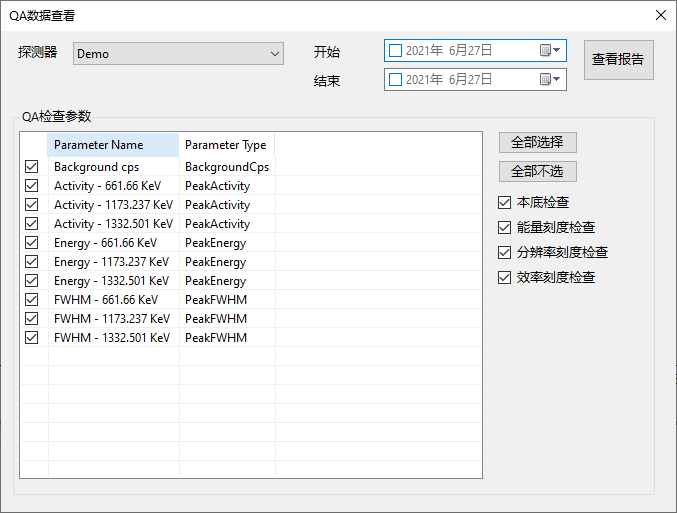 QA数据查看
探测器 Demo 开始 2021年 6月27日 查看报告
结束 2021年 6月27日
QA检查参数
Parameter Name Parameter Type 全部选择
Background cps BackgroundCps 全部不选
Activity - 661.66 KeV PeakActivity 本底检查
Activity - 1173.237 KeV PeakActivity
Activity - 1332.501 KeV PeakActivity 能量刻度检查
Energy - 661.66 KeV PeakEnergy 分辨率刻度检查
Energy - 1173.237 KeV PeakEnergy
Energy - 1332.501 KeV PeakEnergy 效率刻度检查
FWHM - 661.66 KeV PeakFWHM
FWHM - 1173.237 KeV PeakFWHM
FWHM - 1332.501 KeV PeakFWHM